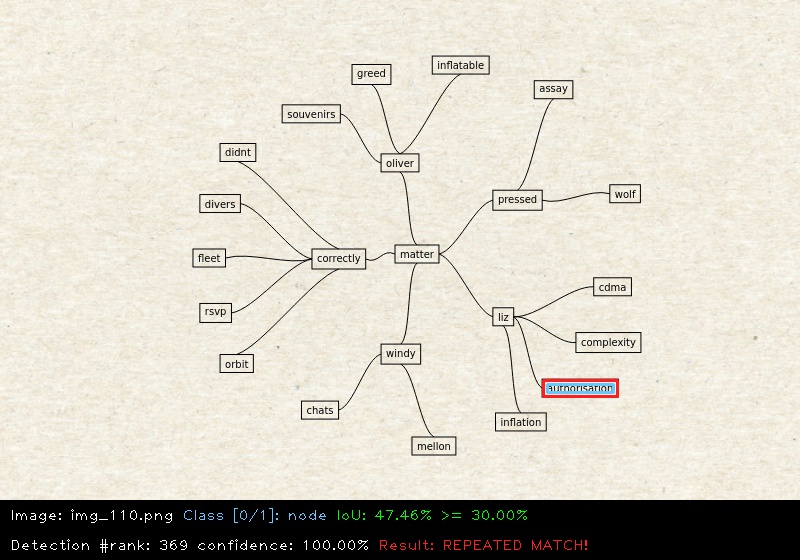 inflatable
greed
assay
souvenirs
didnt
oliver
wolf
pressed
divers
matter
fleet
correctly
cdma
rsvp
liz
complexity
windy
orbit
authorisation
chats
inflation
mellon
Image: img_110.png Class [0/1]: node IoU: 47.46% >= 30.00%
Detection #rank: 369 confidence: 100.00% Result: REPEATED MATCH!